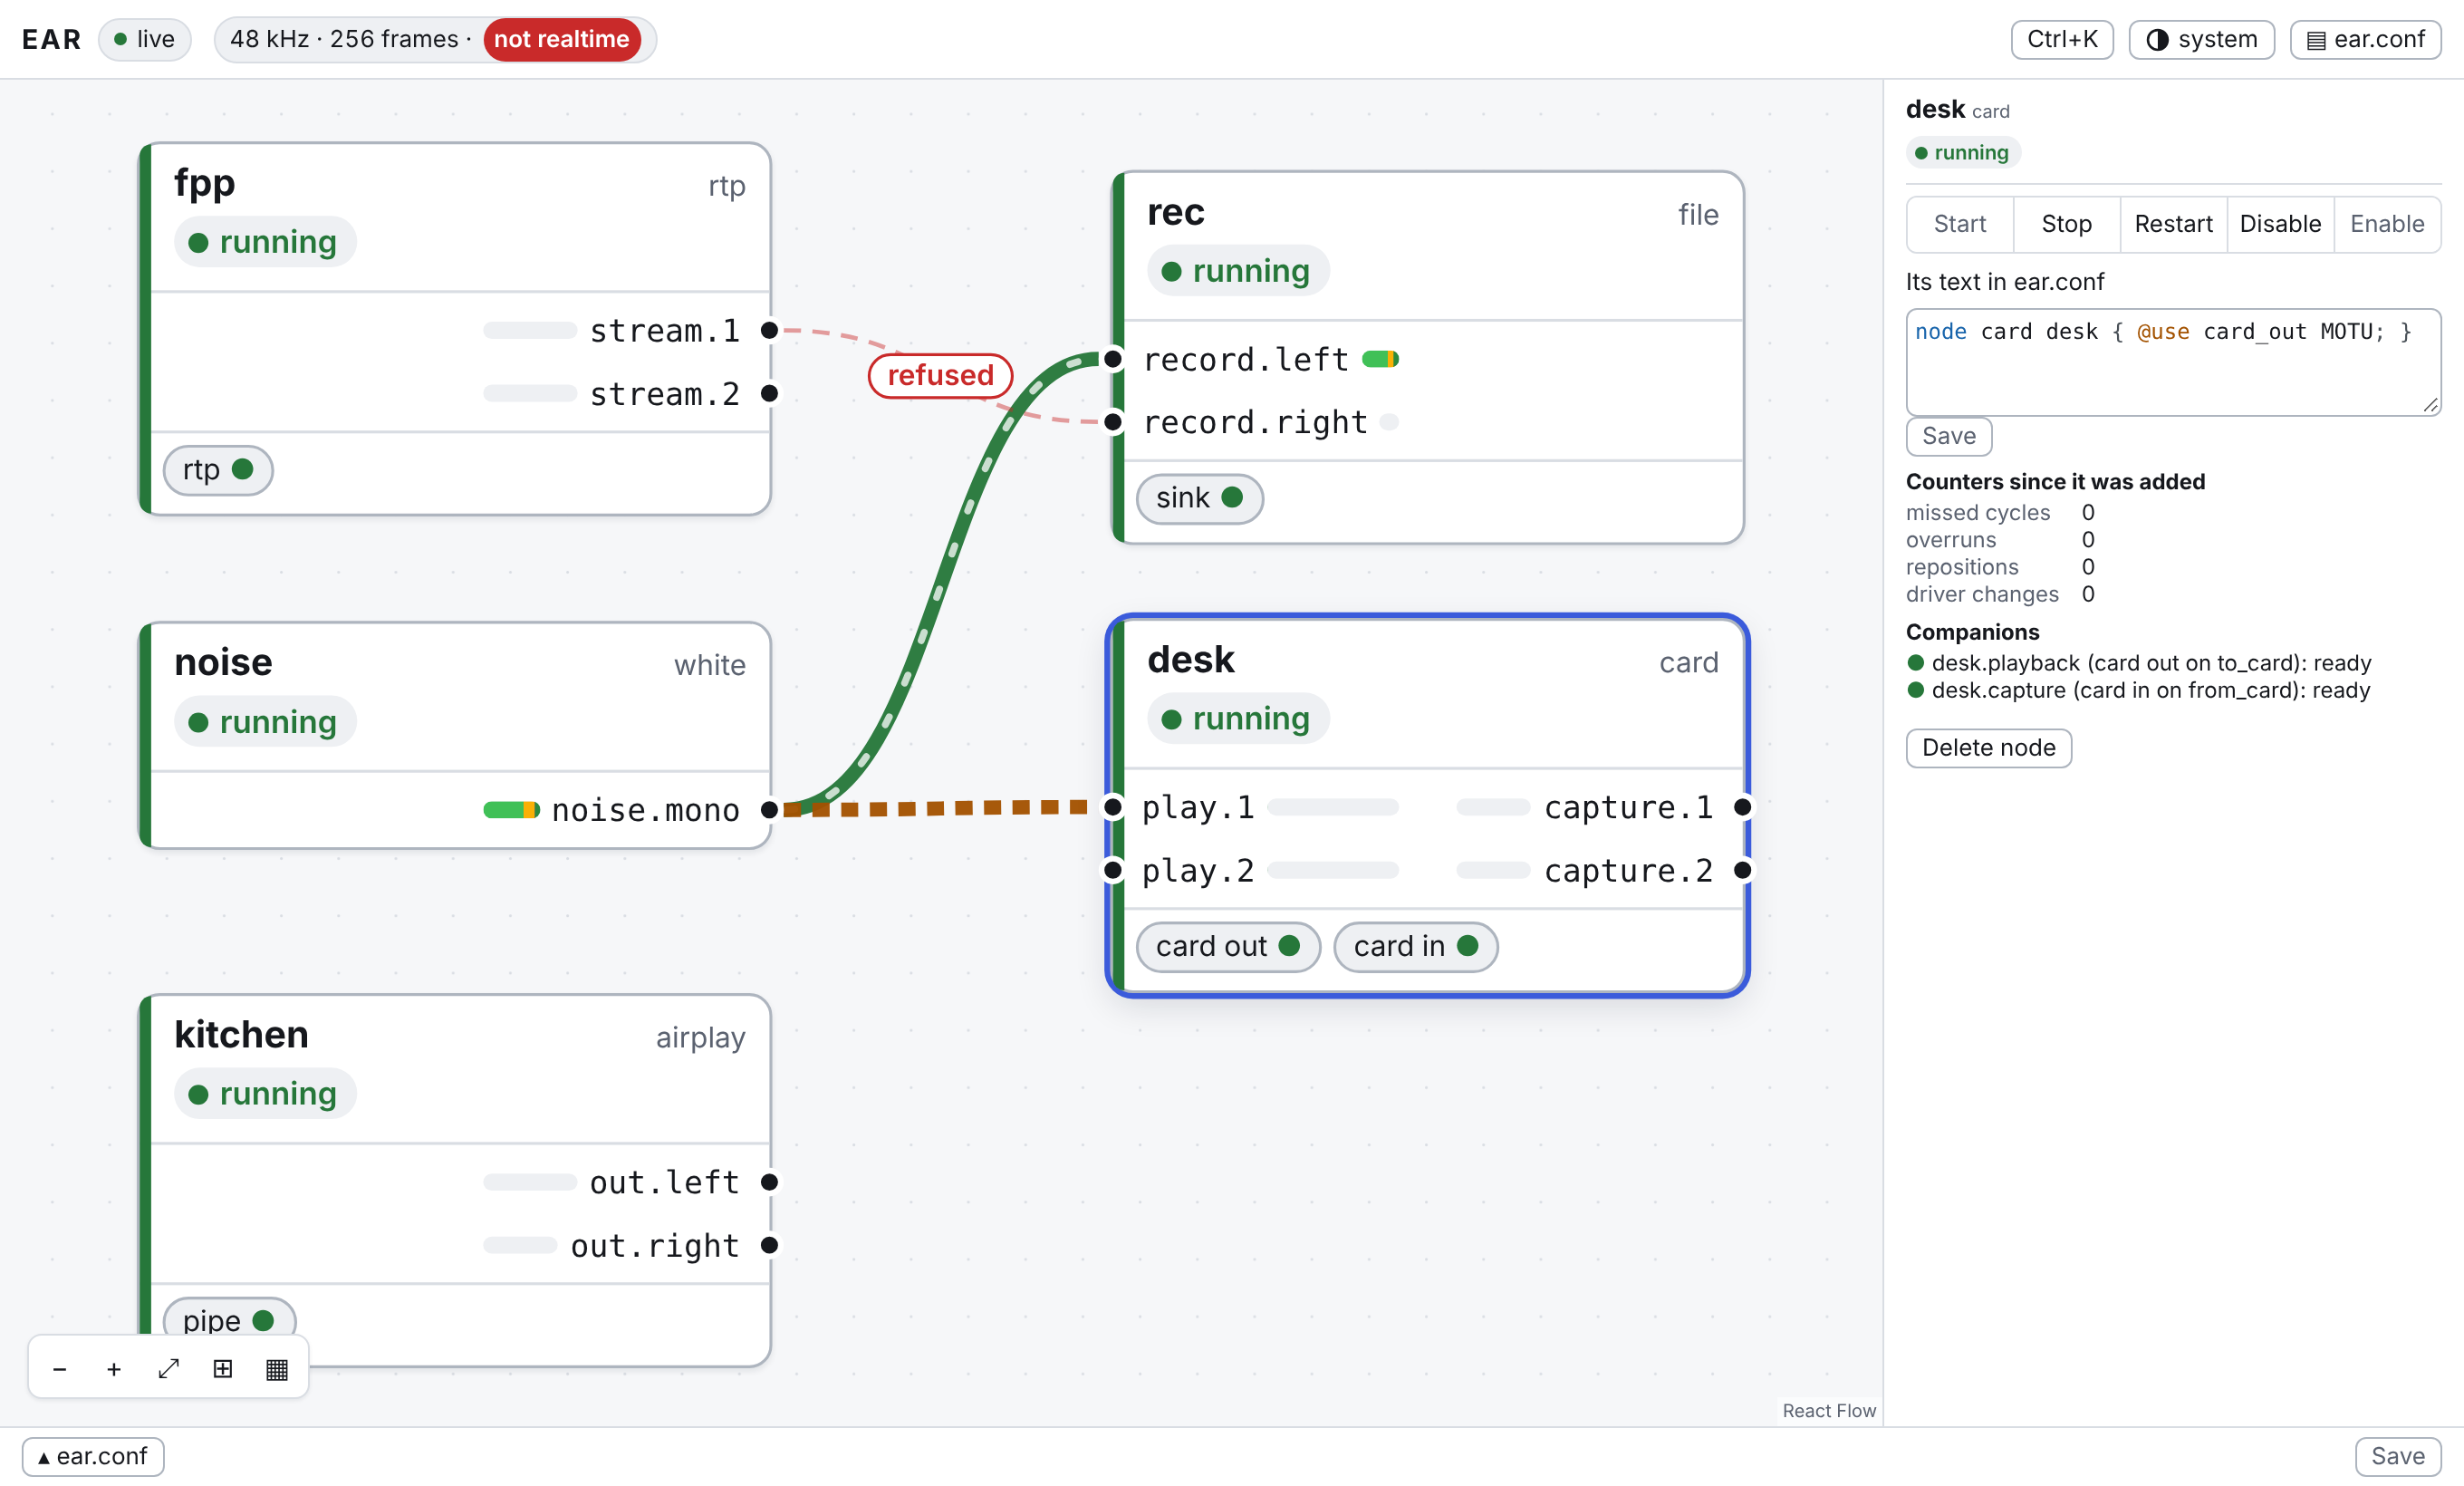 EAR
live
48 kHz · 256 frames · not realtime
Ctrl+K
system
ear.conf
fpp
rtp
running
stream.1
stream.2
rtp
refused
rec
file
running
record.left
record.right
sink
noise
white
running
noise.mono
desk
card
running
play.1
capture.1
play.2
capture.2
card out
card in
kitchen
airplay
running
out.left
out.right
pipe
− +
React Flow
desk card
running
Start Stop Restart Disable Enable
Its text in ear.conf
node card desk { @use card_out MOTU; }
Save
Counters since it was added
missed cycles 0
overruns 0
repositions 0
driver changes 0
Companions
desk.playback (card out on to_card): ready
desk.capture (card in on from_card): ready
Delete node
▴ ear.conf
Save